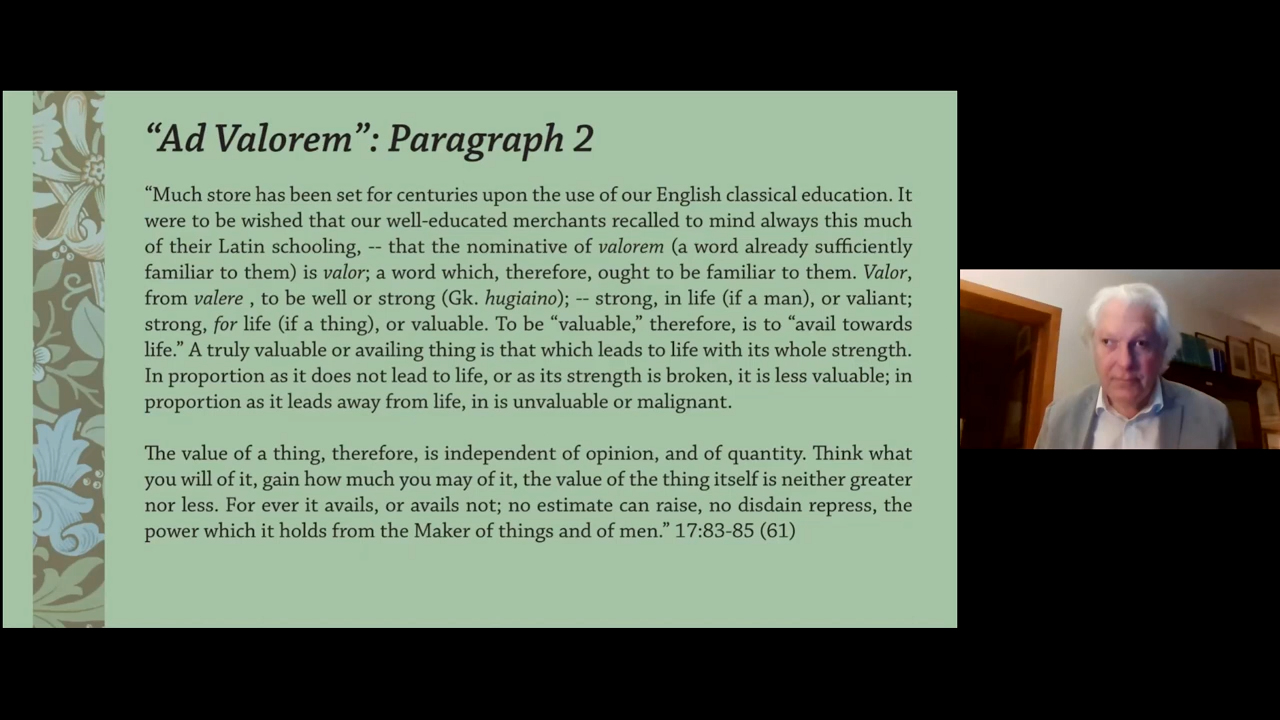 “Ad Valorem”: Paragraph 2
“Much store has been set for centuries upon the use of our English classical education. It
were to be wished that our well-educated merchants recalled to mind always this much
of their Latin schooling, -- that the nominative of valorem (a word already sufficiently
familiar to them) is valor; a word which, therefore, ought to be familiar to them. Valor,
from valere , to be well or strong (Gk. hugiaino); -- strong, in life (if a man), or valiant;
strong, for life (if a thing), or valuable. To be “valuable,” therefore, is to “avail towards
life.” A truly valuable or availing thing is that which leads to life with its whole strength.
In proportion as it does not lead to life, or as its strength is broken, it is less valuable; in
proportion as it leads away from life, in is unvaluable or malignant.
The value of a thing, therefore, is independent of opinion, and of quantity. Think what
you will of it, gain how much you may of it, the value of the thing itself is neither greater
nor less. For ever it avails, or avails not; no estimate can raise, no disdain repress, the
power which it holds from the Maker of things and of men.” 17:83-85 (61)